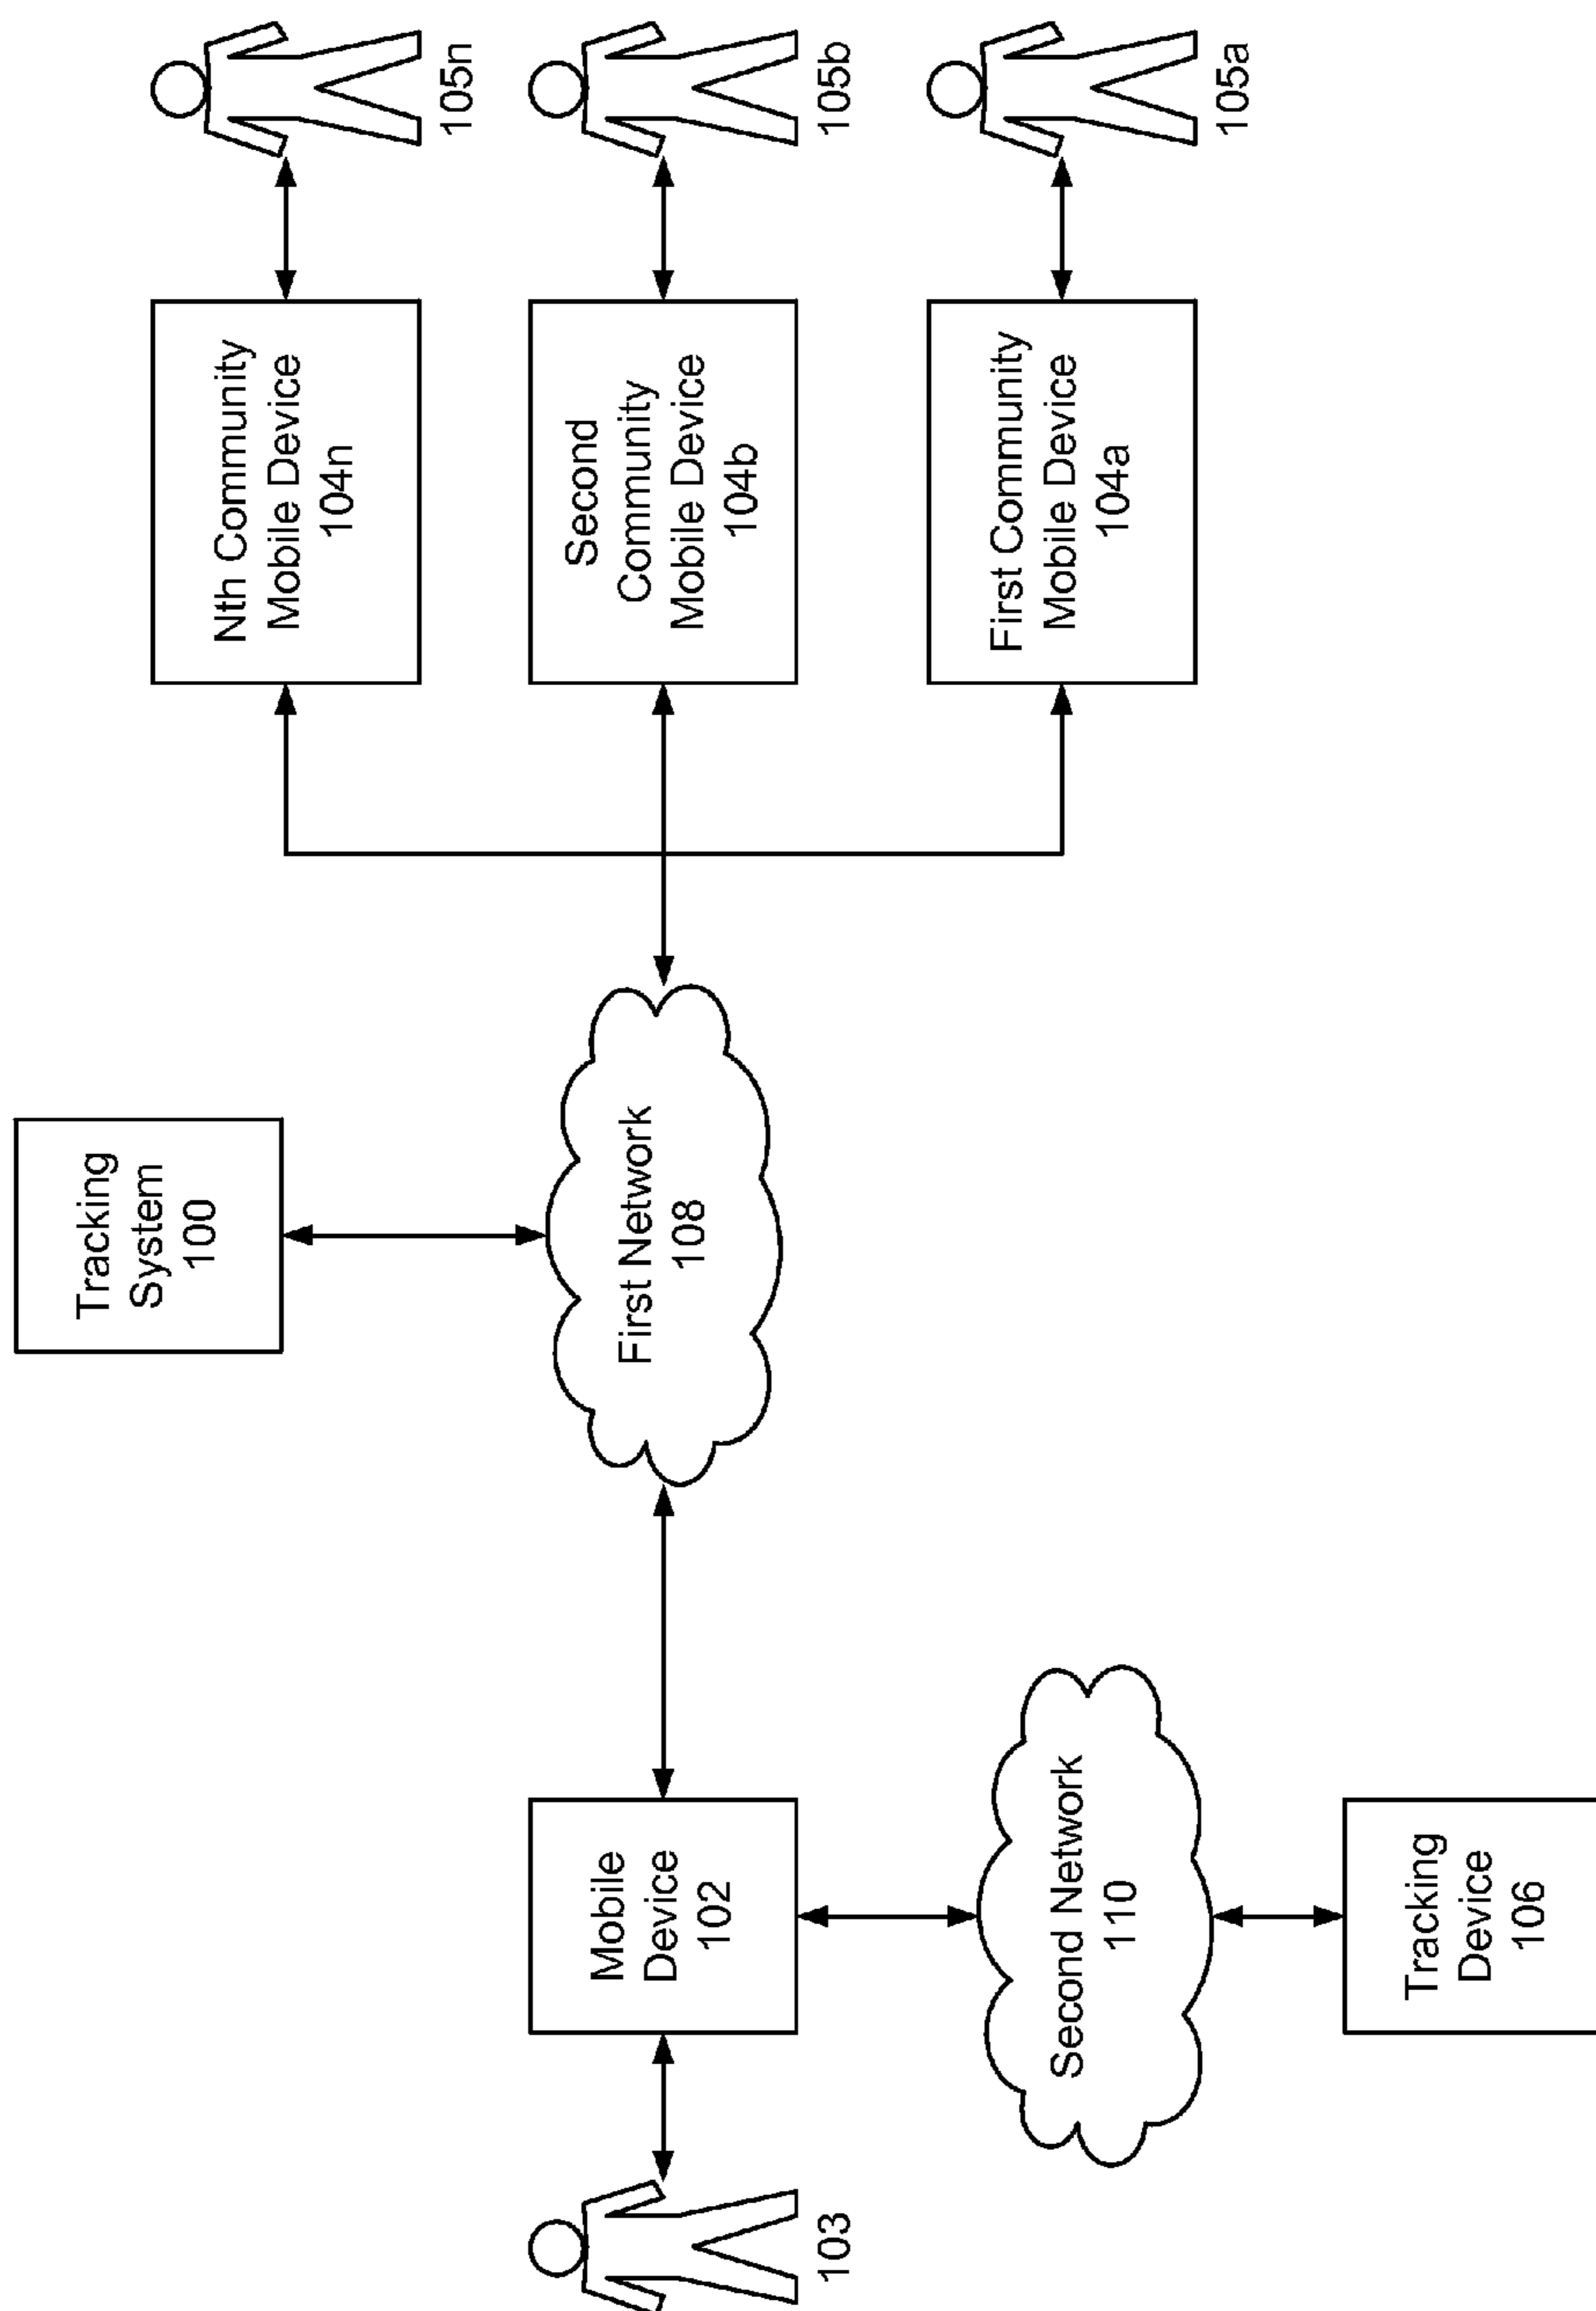 Tracking
System
100
Nth Community
Mobile Device
104n
105n
103
Mobile
Device
102
First Network
108
Second
Community
Mobile Device
104b
105b
Second Network
110
First Community
Mobile Device
104a
105a
Tracking
Device
106